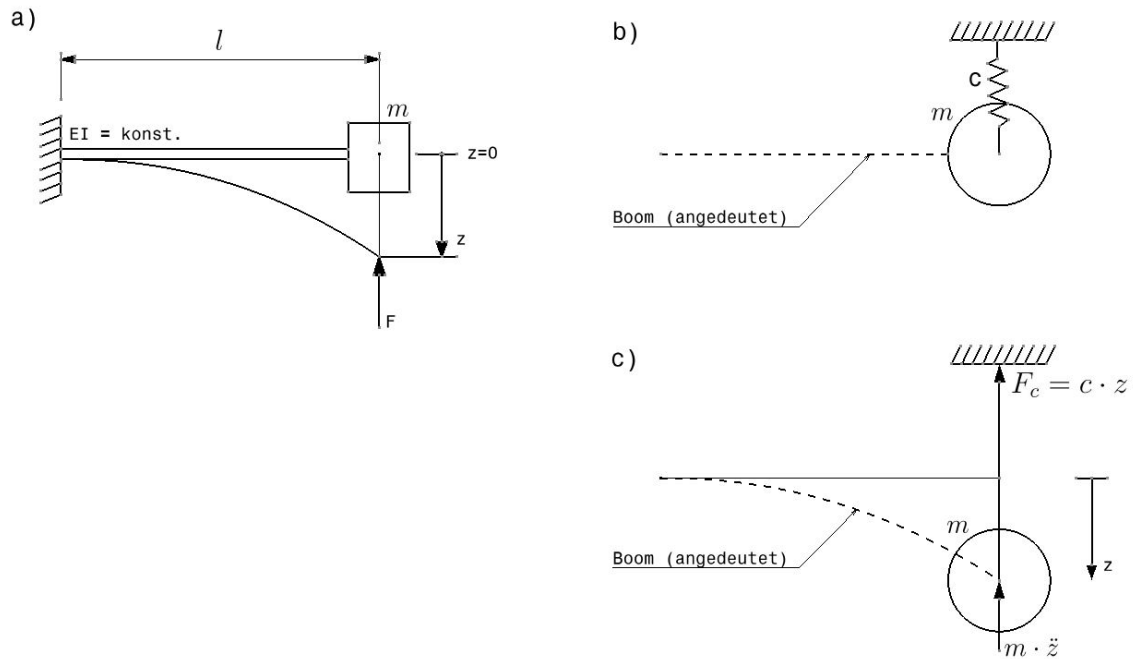 a)
l
m
EI = konst.
z=0
z
F
b)
c
m
Boom (angedeutet)
c)
F_c = c · z
m
Boom (angedeutet)
z
m · z̈